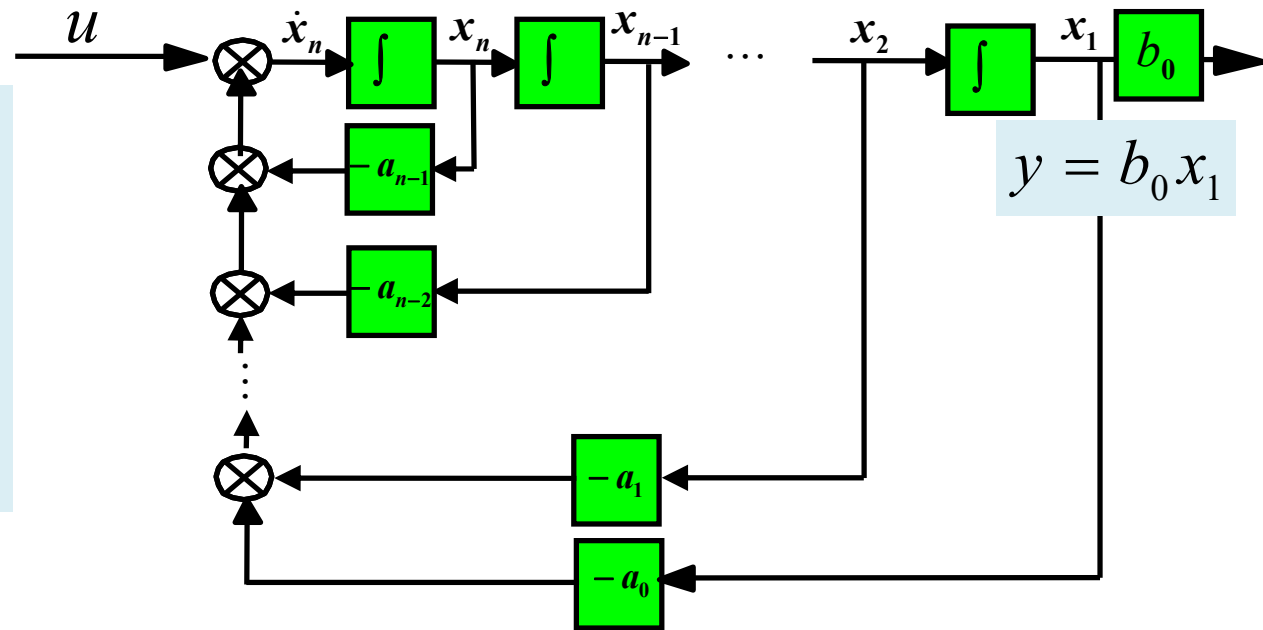 u
ẋₙ
∫
xₙ
∫
xₙ₋₁
⋯
x₂
∫
x₁
b₀
− aₙ₋₁
y = b₀x₁
− aₙ₋₂
⋮
− a₁
− a₀